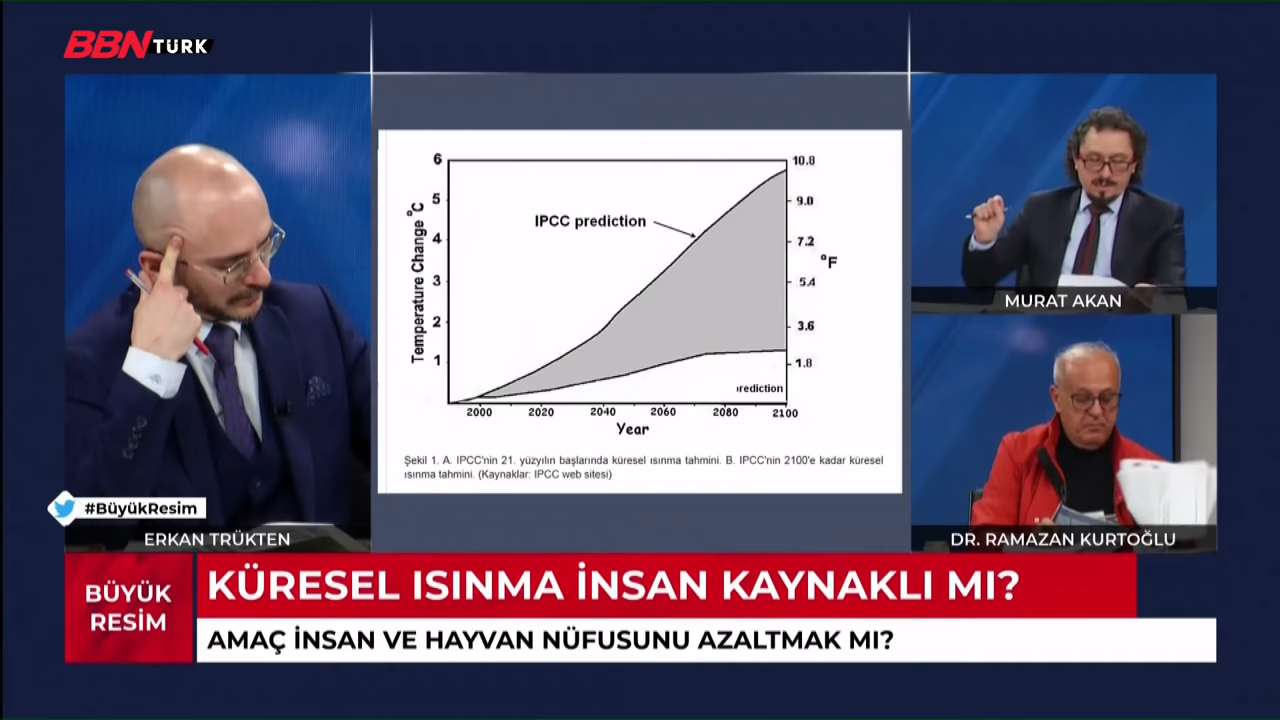 BBN TÜRK
6
5
4
3
2
1
Temperature Change °C
IPCC prediction
10.8
9.0
7.2
°F
5.4
3.6
1.8
rediction
2000 2020 2040 2060 2080 2100
Year
Şekil 1. A. IPCC'nin 21. yüzyılın başlarında küresel ısınma tahmini. B. IPCC'nin 2100'e kadar küresel
ısınma tahmini. (Kaynaklar: IPCC web sitesi)
MURAT AKAN
#BüyükResim
ERKAN TRÜKTEN
DR. RAMAZAN KURTOĞLU
BÜYÜK
RESİM
KÜRESEL ISINMA İNSAN KAYNAKLI MI?
AMAÇ İNSAN VE HAYVAN NÜFUSUNU AZALTMAK MI?